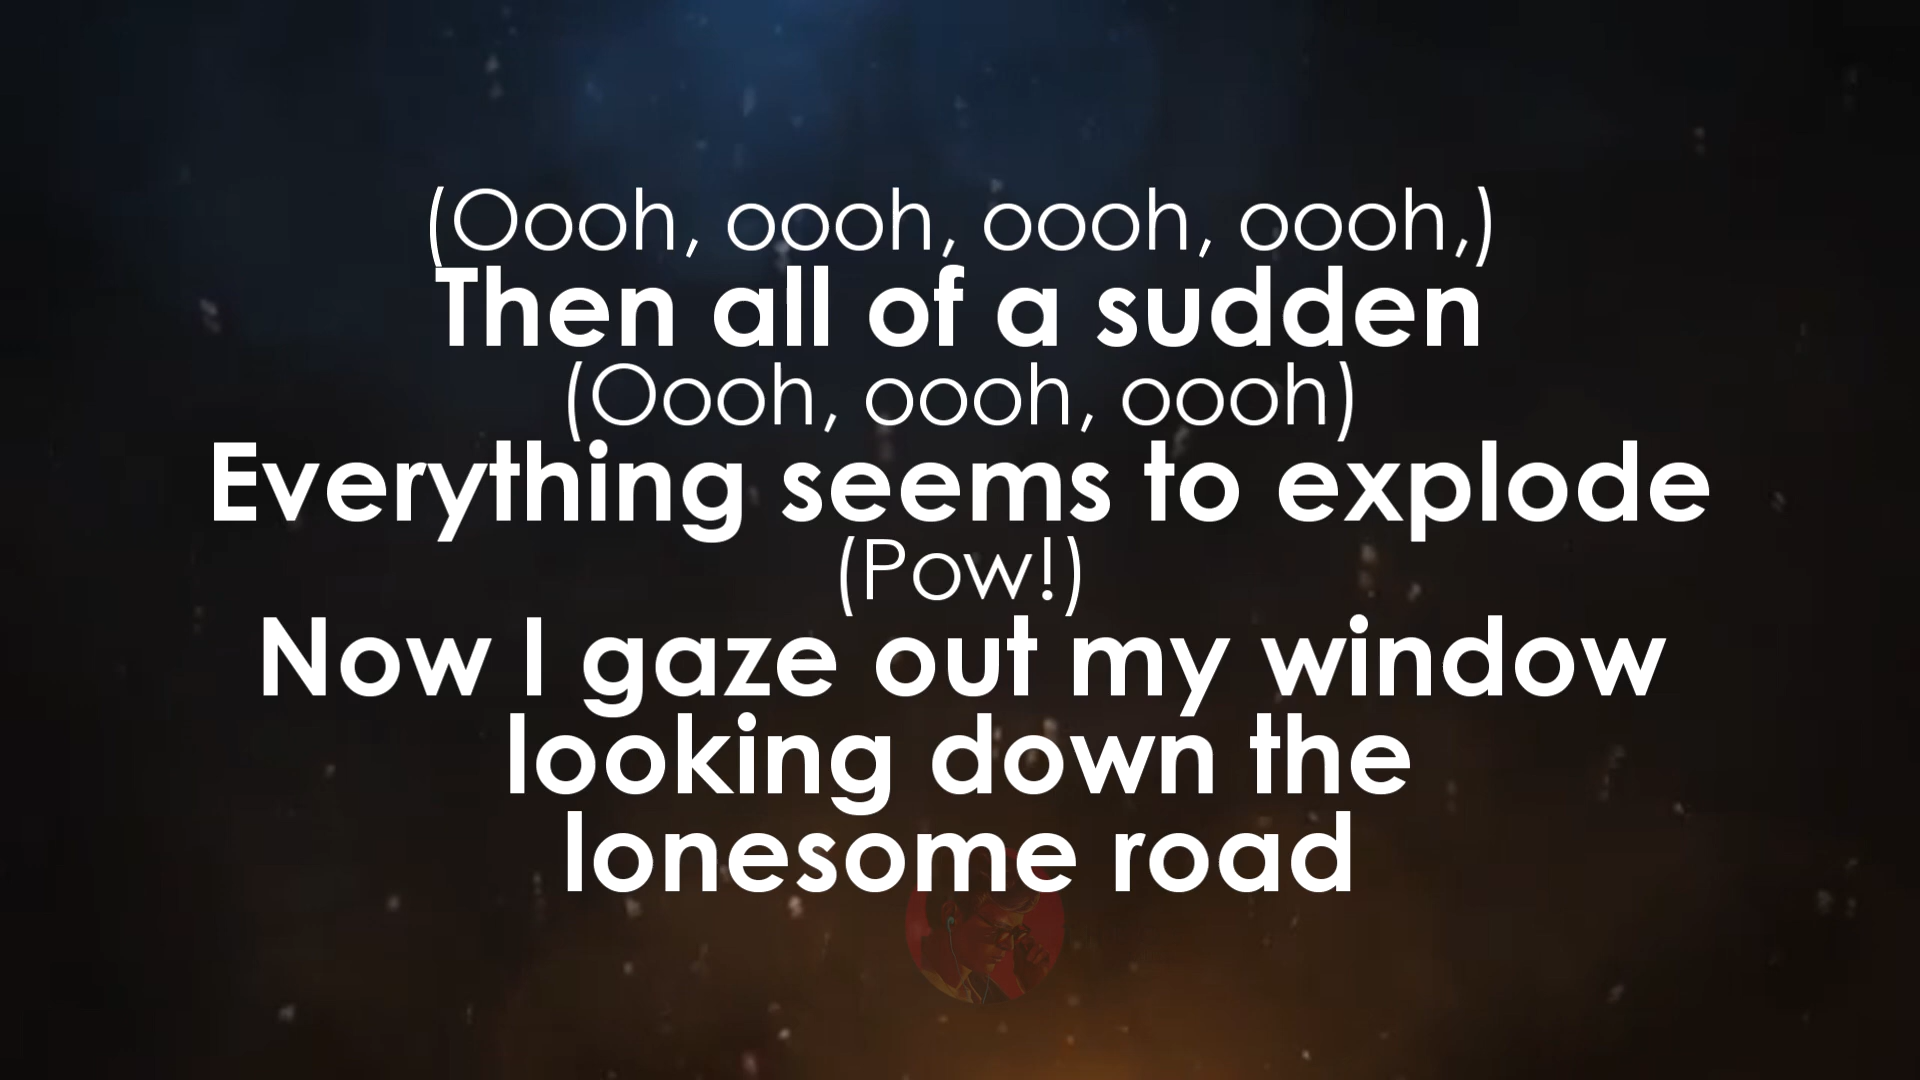 (Oooh, oooh, oooh, oooh,)
Then all of a sudden
(Oooh, oooh, oooh)
Everything seems to explode
(Pow!)
Now I gaze out my window
looking down the
lonesome road